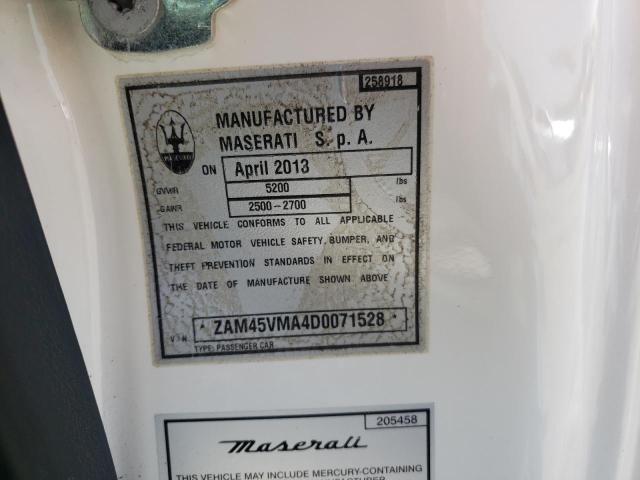 258918
MANUFACTURED BY
MASERATI S.p.A.
MASERATI
ON April 2013
GVWR 5200 lbs
GAWR 2500-2700 lbs
THIS VEHICLE CONFORMS TO ALL APPLICABLE
FEDERAL MOTOR VEHICLE SAFETY, BUMPER, AND
THEFT PREVENTION STANDARDS IN EFFECT ON
THE DATE OF MANUFACTURE SHOWN ABOVE
V.I.N. * ZAM45VMA4D0071528 *
TYPE: PASSENGER CAR
205458
Maserati
THIS VEHICLE MAY INCLUDE MERCURY-CONTAINING